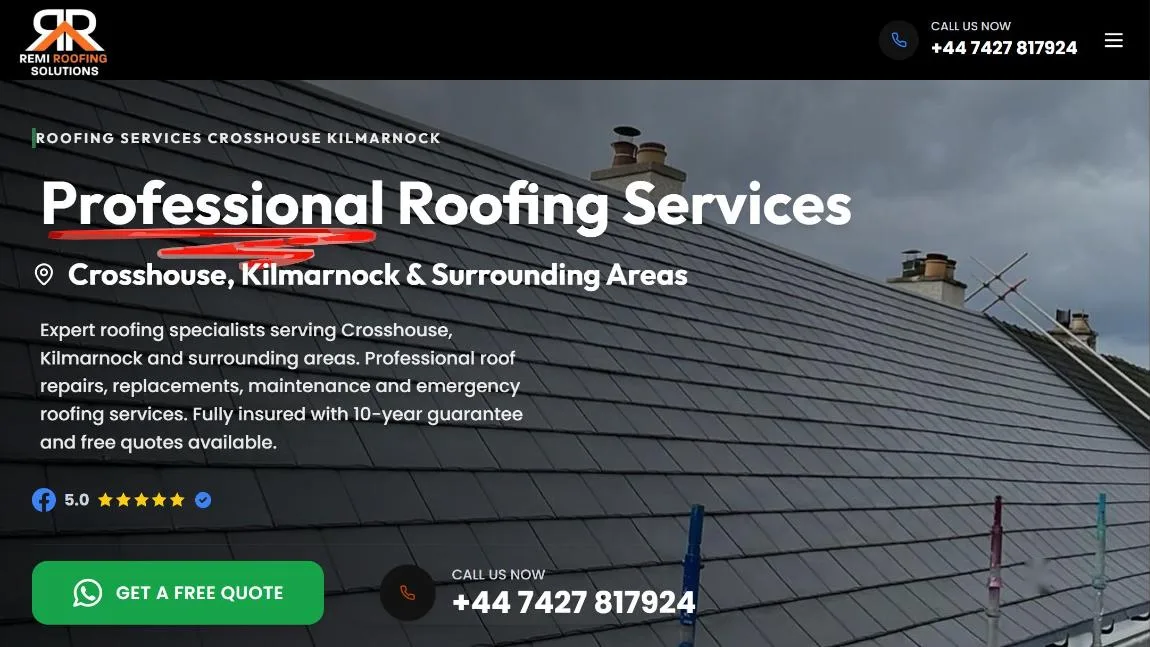 REMI ROOFING
SOLUTIONS
CALL US NOW
+44 7427 817924
ROOFING SERVICES CROSSHOUSE KILMARNOCK
Professional Roofing Services
Crosshouse, Kilmarnock & Surrounding Areas
Expert roofing specialists serving Crosshouse,
Kilmarnock and surrounding areas. Professional roof
repairs, replacements, maintenance and emergency
roofing services. Fully insured with 10-year guarantee
and free quotes available.
5.0
GET A FREE QUOTE
CALL US NOW
+44 7427 817924